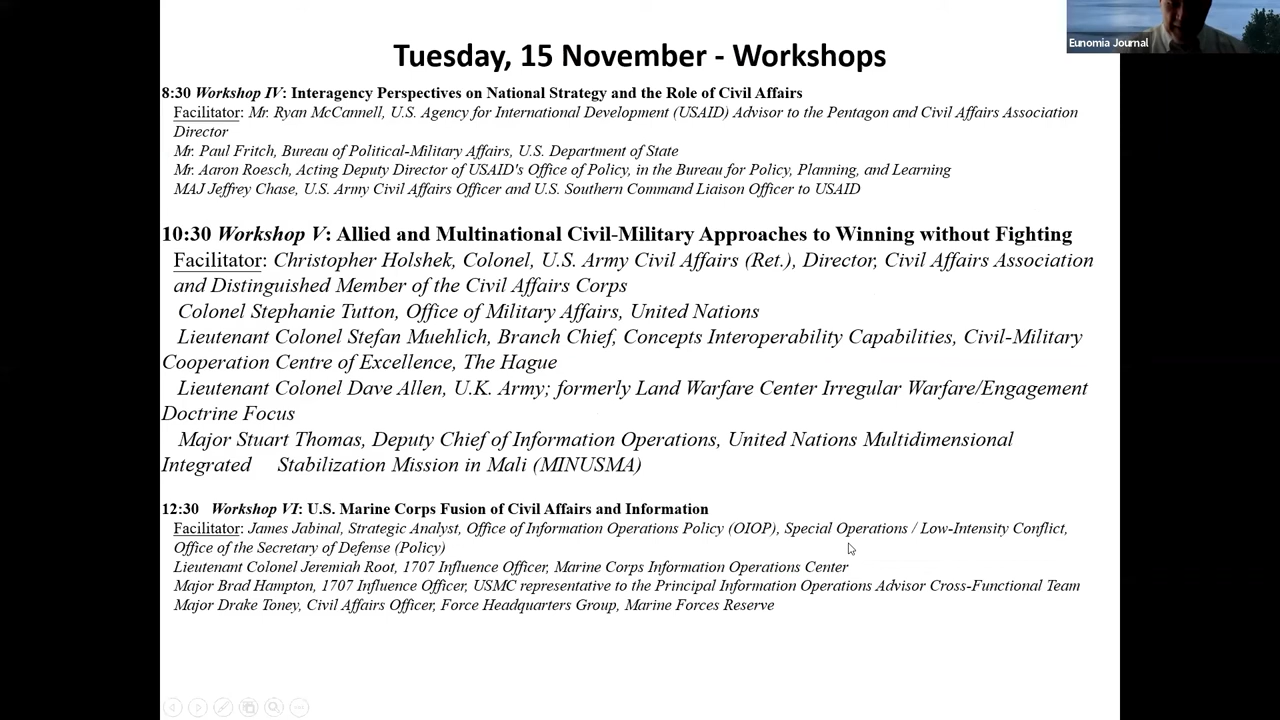 Eunomia Journal
Tuesday, 15 November - Workshops
8:30 Workshop IV: Interagency Perspectives on National Strategy and the Role of Civil Affairs
Facilitator: Mr. Ryan McCannell, U.S. Agency for International Development (USAID) Advisor to the Pentagon and Civil Affairs Association
Director
Mr. Paul Fritch, Bureau of Political-Military Affairs, U.S. Department of State
Mr. Aaron Roesch, Acting Deputy Director of USAID's Office of Policy, in the Bureau for Policy, Planning, and Learning
MAJ Jeffrey Chase, U.S. Army Civil Affairs Officer and U.S. Southern Command Liaison Officer to USAID
10:30 Workshop V: Allied and Multinational Civil-Military Approaches to Winning without Fighting
Facilitator: Christopher Holshek, Colonel, U.S. Army Civil Affairs (Ret.), Director, Civil Affairs Association
and Distinguished Member of the Civil Affairs Corps
Colonel Stephanie Tutton, Office of Military Affairs, United Nations
Lieutenant Colonel Stefan Muehlich, Branch Chief, Concepts Interoperability Capabilities, Civil-Military
Cooperation Centre of Excellence, The Hague
Lieutenant Colonel Dave Allen, U.K. Army; formerly Land Warfare Center Irregular Warfare/Engagement
Doctrine Focus
Major Stuart Thomas, Deputy Chief of Information Operations, United Nations Multidimensional
Integrated Stabilization Mission in Mali (MINUSMA)
12:30 Workshop VI: U.S. Marine Corps Fusion of Civil Affairs and Information
Facilitator: James Jabinal, Strategic Analyst, Office of Information Operations Policy (OIOP), Special Operations / Low-Intensity Conflict,
Office of the Secretary of Defense (Policy)
Lieutenant Colonel Jeremiah Root, 1707 Influence Officer, Marine Corps Information Operations Center
Major Brad Hampton, 1707 Influence Officer, USMC representative to the Principal Information Operations Advisor Cross-Functional Team
Major Drake Toney, Civil Affairs Officer, Force Headquarters Group, Marine Forces Reserve